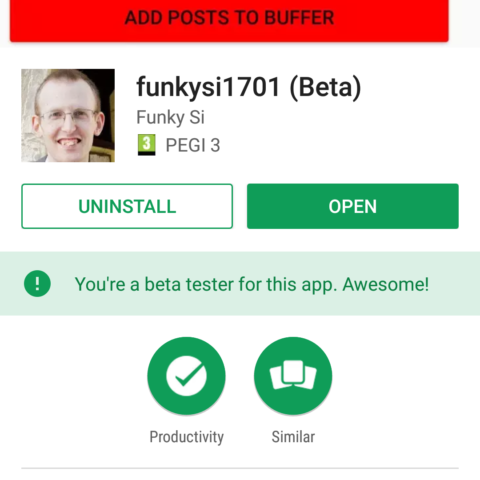 ADD POSTS TO BUFFER
funkysi1701 (Beta)
Funky Si
3 PEGI 3
UNINSTALL
OPEN
! You're a beta tester for this app. Awesome!
Productivity
Similar